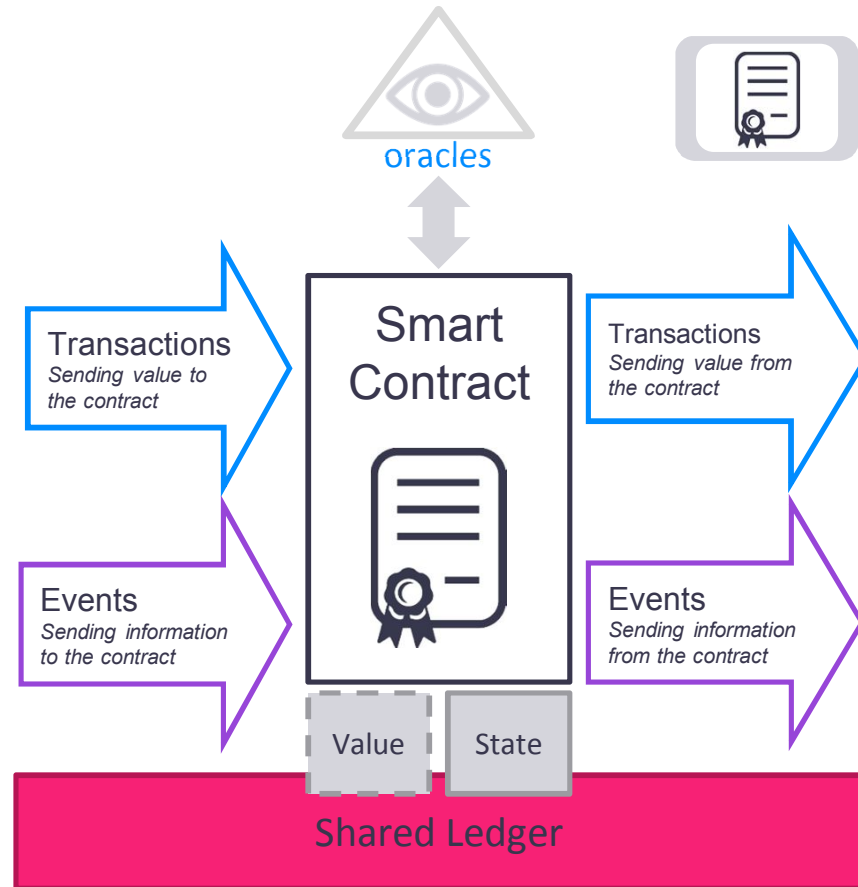 oracles
Transactions
Sending value to
the contract
Smart
Contract
Transactions
Sending value from
the contract
Events
Sending information
to the contract
Events
Sending information
from the contract
Value
State
Shared Ledger